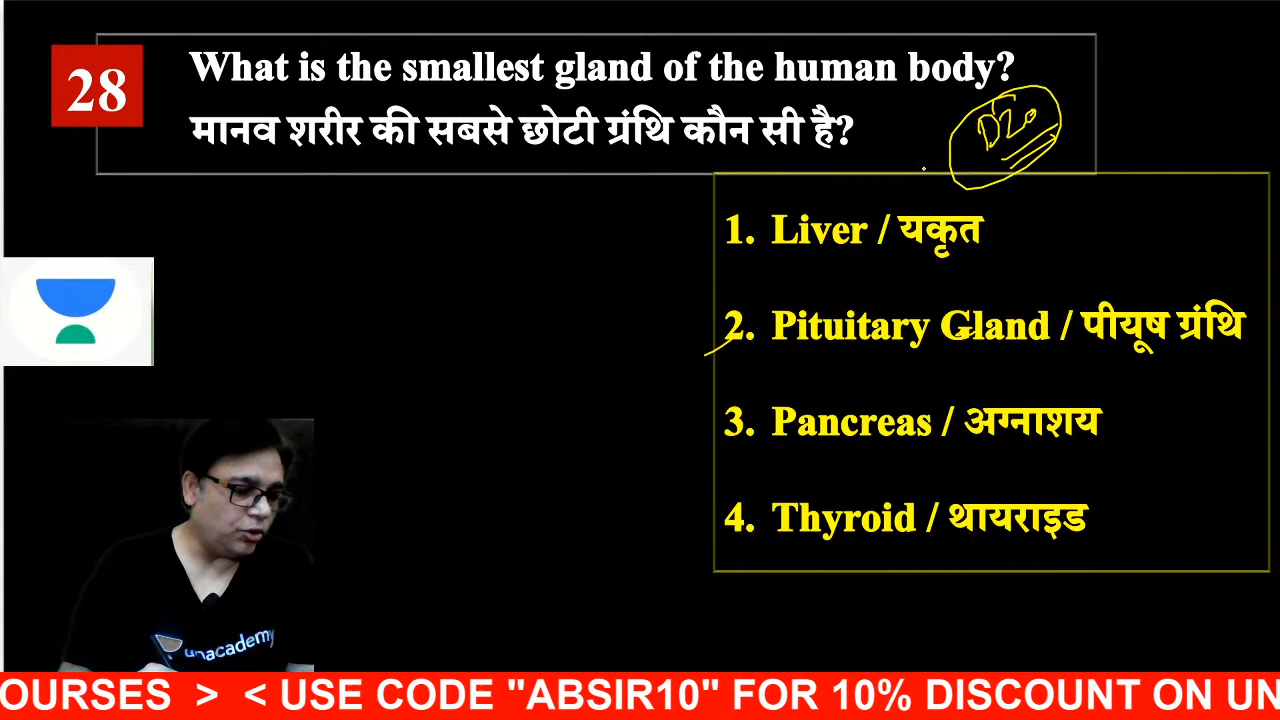 28
What is the smallest gland of the human body?
मानव शरीर की सबसे छोटी ग्रंथि कौन सी है?
1. Liver / यकृत
2. Pituitary Gland / पीयूष ग्रंथि
3. Pancreas / अग्नाशय
4. Thyroid / थायराइड
unacademy
OURSES > < USE CODE "ABSIR10" FOR 10% DISCOUNT ON UN